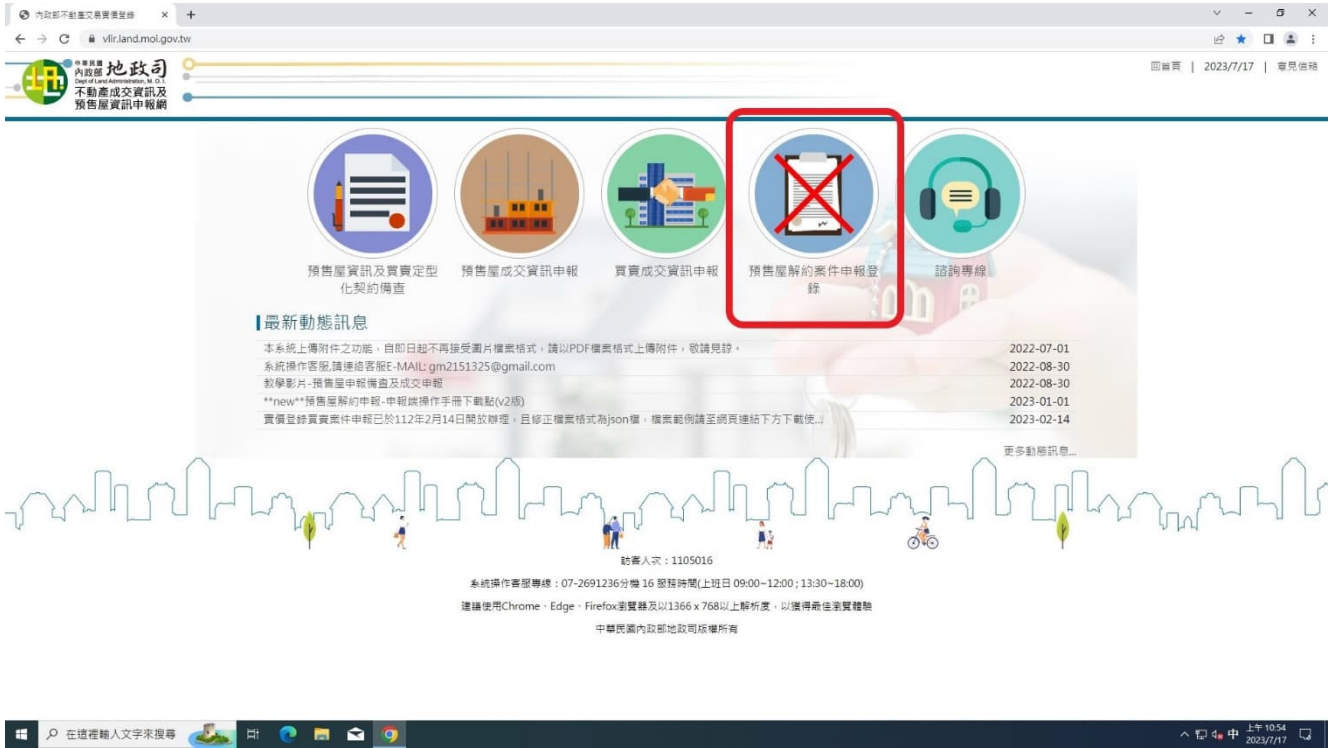 內政部不動產交易實價登錄
vlir.land.moi.gov.tw
中華民國
內政部 地政司
Dept of Land Administration, M. O. I.
不動產成交資訊及
預售屋資訊申報網
回首頁 | 2023/7/17 | 意見信箱
預售屋資訊及買賣定型
化契約備查
預售屋成交資訊申報
買賣成交資訊申報
預售屋解約案件申報登
錄
諮詢專線
最新動態訊息
本系統上傳附件之功能，自即日起不再接受圖片檔案格式，請以PDF檔案格式上傳附件，敬請見諒。 2022-07-01
系統操作客服,請連絡客服E-MAIL: gm2151325@gmail.com 2022-08-30
教學影片-預售屋申報備查及成交申報 2022-08-30
**new**預售屋解約申報-申報端操作手冊下載點(v2版) 2023-01-01
實價登錄買賣案件申報已於112年2月14日開放辦理，且修正檔案格式為json檔，檔案範例請至網頁連結下方下載使... 2023-02-14
更多動態訊息...
訪客人次：1105016
系統操作客服專線：07-2691236分機 16 服務時間(上班日 09:00~12:00 ; 13:30~18:00)
建議使用Chrome、Edge、Firefox瀏覽器及以1366 x 768以上解析度，以獲得最佳瀏覽體驗
中華民國內政部地政司版權所有
在這裡輸入文字來搜尋
中
上午 10:54
2023/7/17